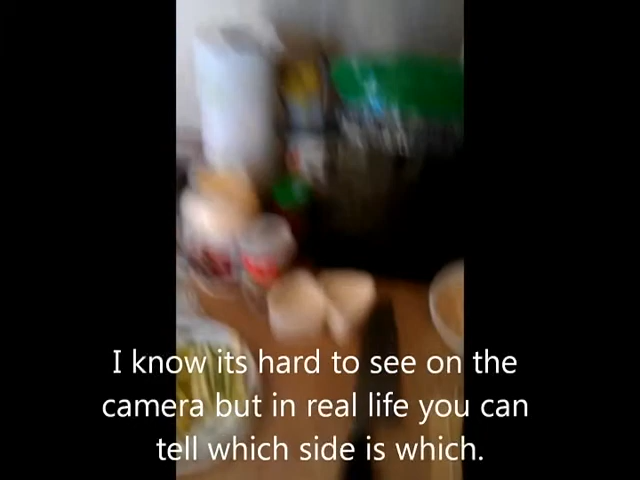 I know its hard to see on the
camera but in real life you can
tell which side is which.